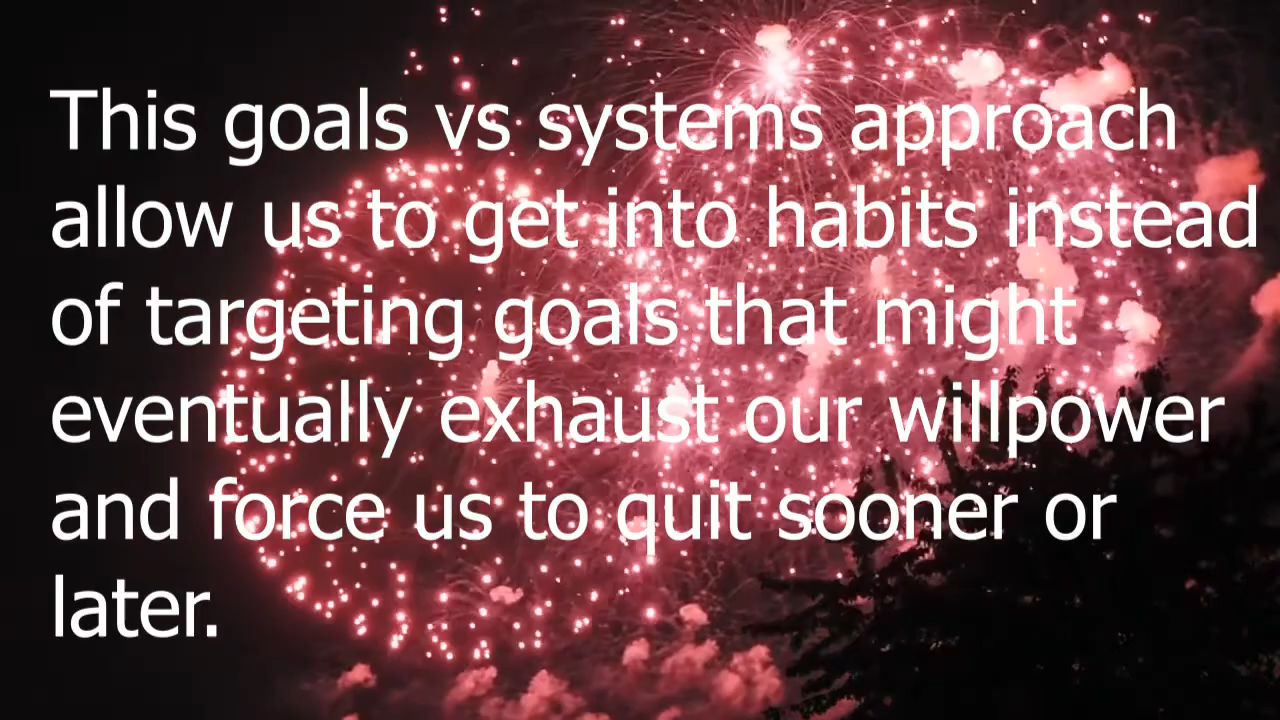 This goals vs systems approach
allow us to get into habits instead
of targeting goals that might
eventually exhaust our willpower
and force us to quit sooner or
later.